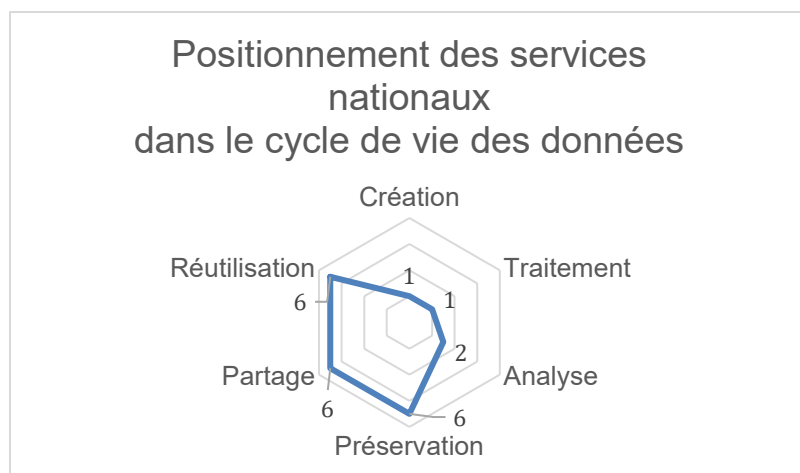 Positionnement des services
nationaux
dans le cycle de vie des données
Création
Réutilisation
Traitement
1
1
6
2
Partage
Analyse
6
6
Préservation